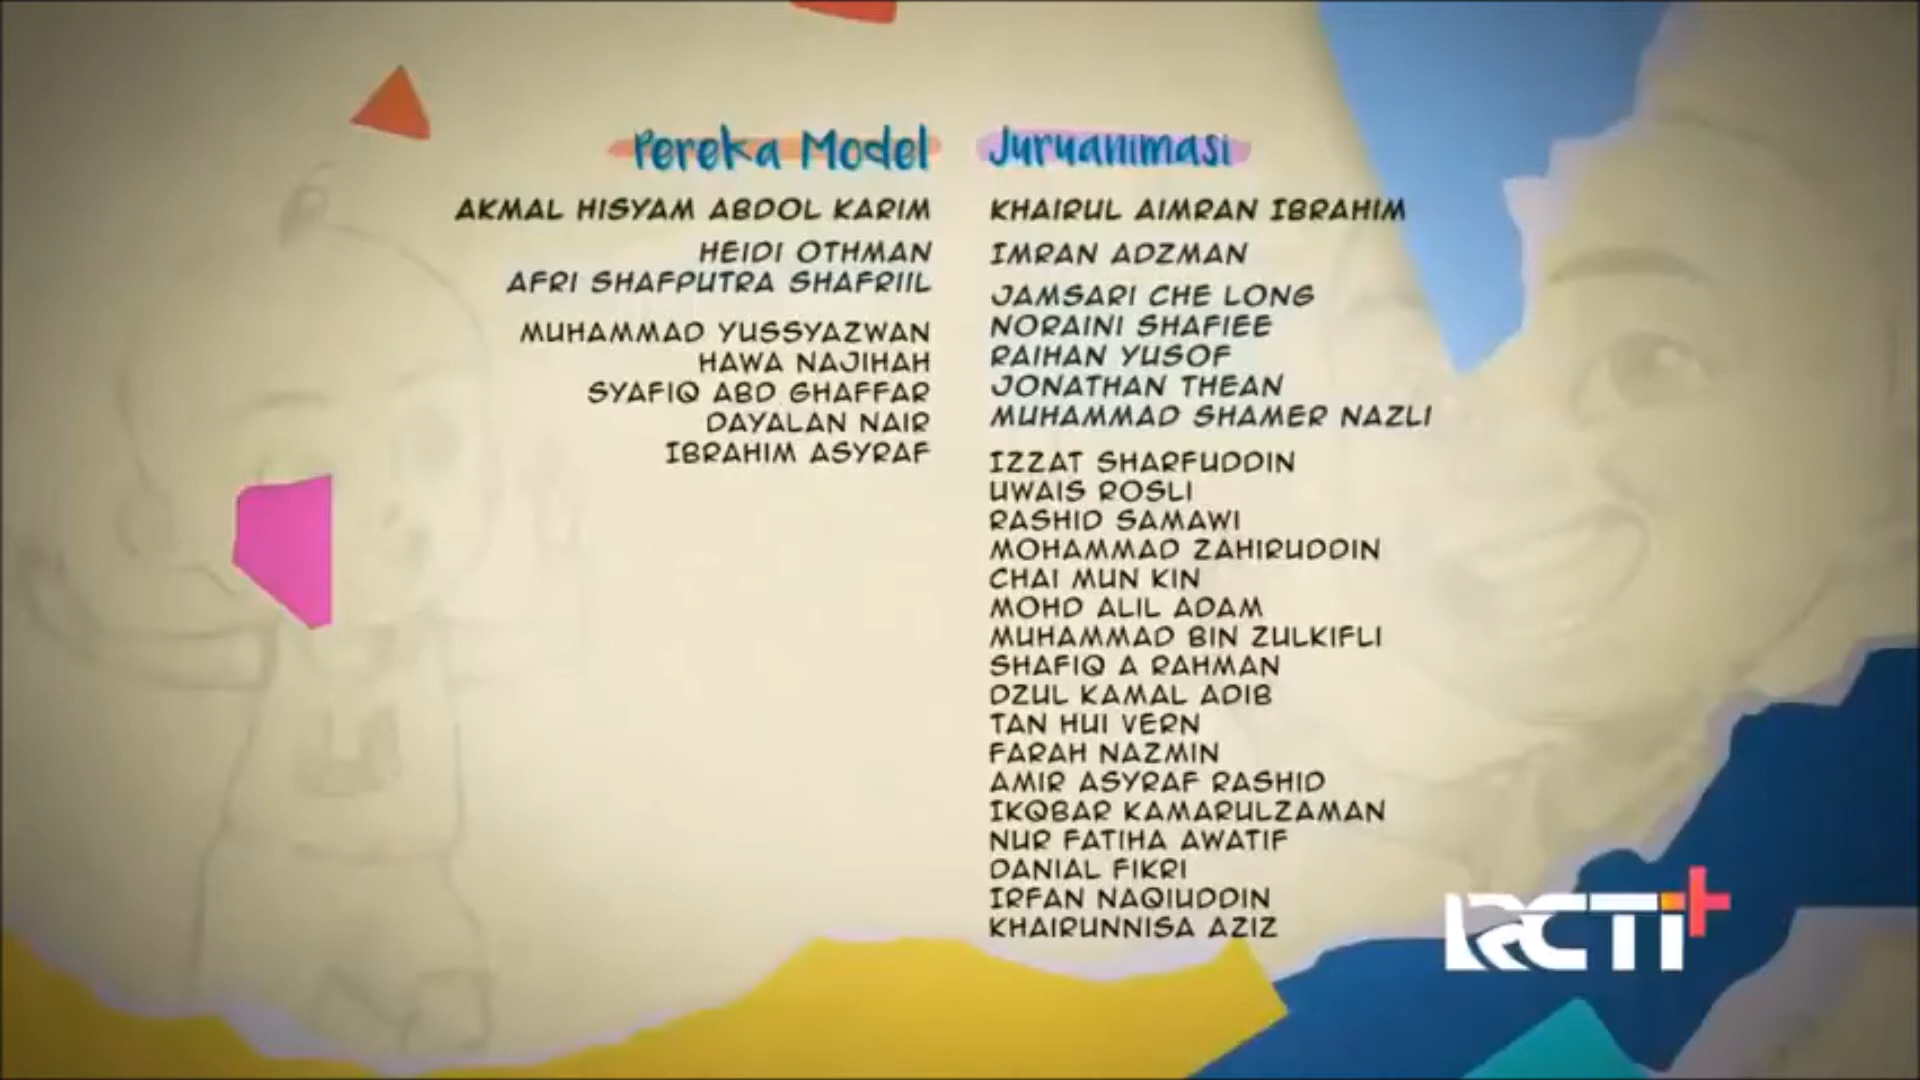 Pereka Model
AKMAL HISYAM ABDOL KARIM
HEIDI OTHMAN
AFRI SHAFPUTRA SHAFRIIL
MUHAMMAD YUSSYAZWAN
HAWA NAJIHAH
SYAFIQ ABD GHAFFAR
DAYALAN NAIR
IBRAHIM ASYRAF
Juruanimasi
KHAIRUL AIMRAN IBRAHIM
IMRAN ADZMAN
JAMSARI CHE LONG
NORAINI SHAFIEE
RAIHAN YUSOF
JONATHAN THEAN
MUHAMMAD SHAMER NAZLI
IZZAT SHARFUDDIN
UWAIS ROSLI
RASHID SAMAWI
MOHAMMAD ZAHIRUDDIN
CHAI MUN KIN
MOHD ALIL ADAM
MUHAMMAD BIN ZULKIFLI
SHAFIQ A RAHMAN
DZUL KAMAL ADIB
TAN HUI VERN
FARAH NAZMIN
AMIR ASYRAF RASHID
IKQBAR KAMARULZAMAN
NUR FATIHA AWATIF
DANIAL FIKRI
IRFAN NAQIUDDIN
KHAIRUNNISA AZIZ
RCTI+